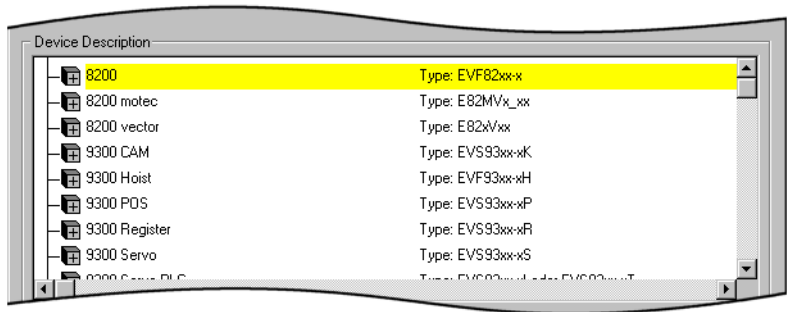 Device Description
8200 Type: EVF82xx-x
8200 motec Type: E82MVx_xx
8200 vector Type: E82xVxx
9300 CAM Type: EVS93xx-xK
9300 Hoist Type: EVF93xx-xH
9300 POS Type: EVS93xx-xP
9300 Register Type: EVS93xx-xR
9300 Servo Type: EVS93xx-xS